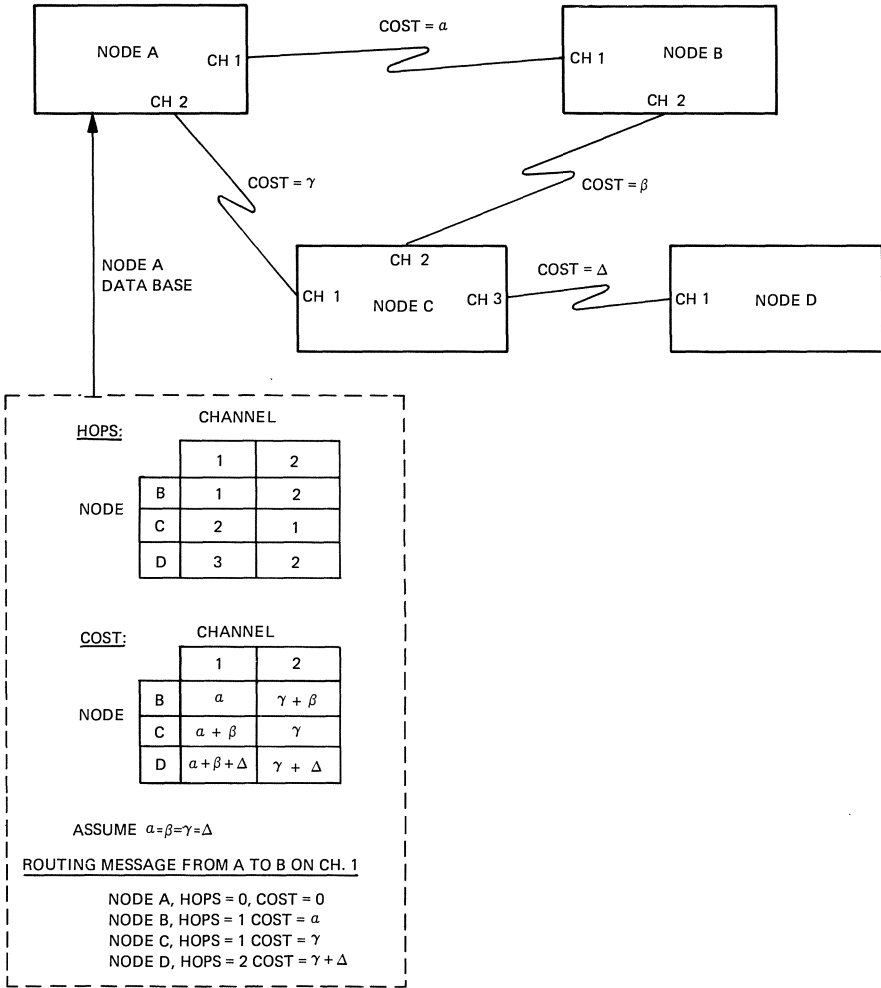 COST = a
NODE A
CH 1
CH 2
CH 1
NODE B
CH 2
COST = γ
COST = β
NODE A
DATA BASE
CH 2
CH 1
NODE C
CH 3
COST = Δ
CH 1
NODE D
CHANNEL
HOPS:
1 2
NODE
B 1 2
C 2 1
D 3 2
COST:
CHANNEL
1 2
NODE
B a γ + β
C a + β γ
D a+β+Δ γ + Δ
ASSUME a=β=γ=Δ
ROUTING MESSAGE FROM A TO B ON CH. 1
NODE A, HOPS = 0, COST = 0
NODE B, HOPS = 1 COST = a
NODE C, HOPS = 1 COST = γ
NODE D, HOPS = 2 COST = γ + Δ